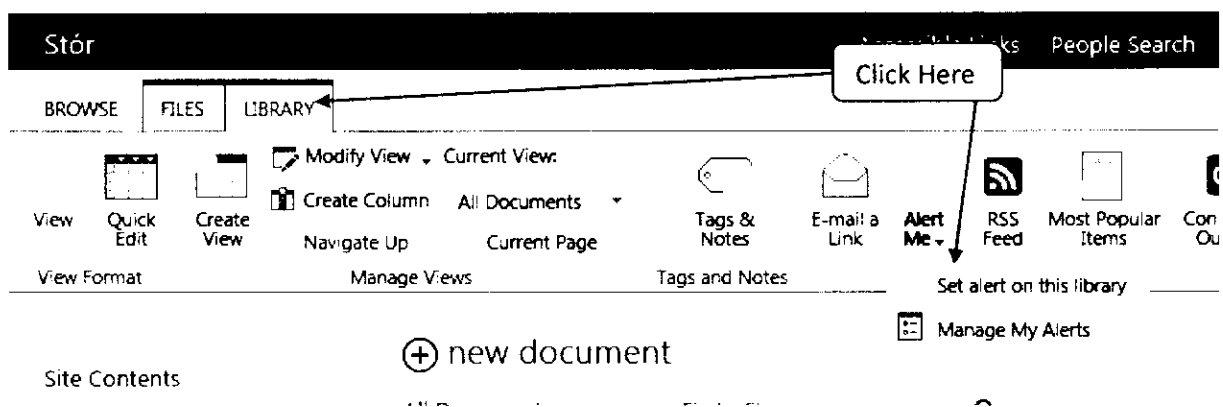 Stór Links People Search
Click Here
BROWSE FILES LIBRARY
Modify View Current View:
Create Column All Documents
View Quick Edit Create View Navigate Up Current Page Tags & Notes E-mail a Link Alert Me RSS Feed Most Popular Items
View Format Manage Views Tags and Notes Set alert on this library
Manage My Alerts
new document
Site Contents